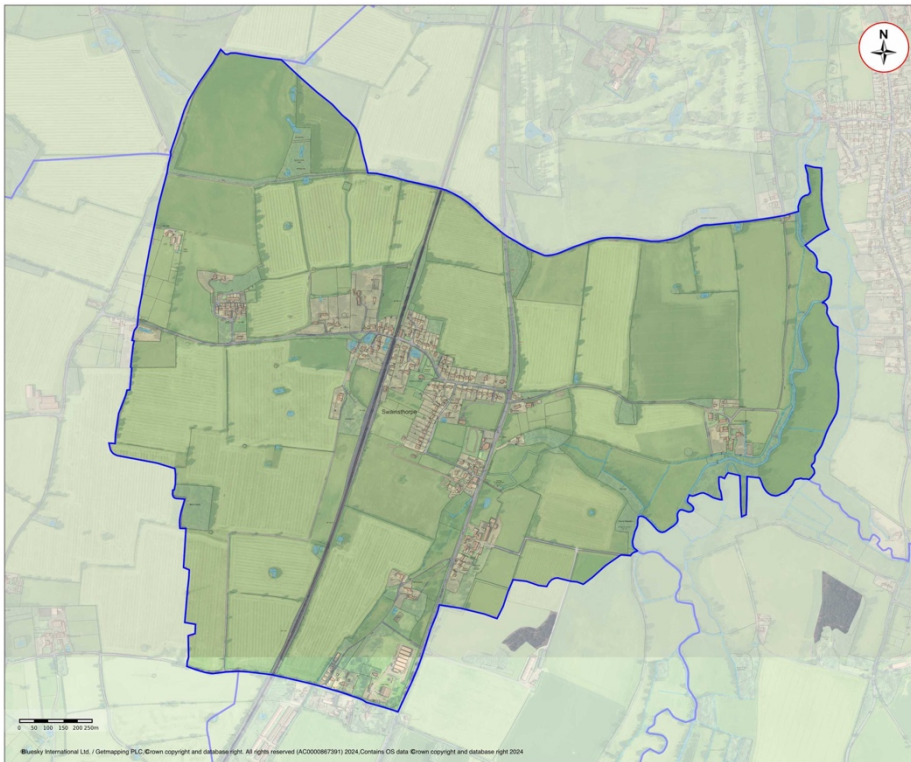 N
Swainsthorpe
0 50 100 150 200 250m
©Bluesky International Ltd. / Getmapping PLC,©rown copyright and database right. All rights reserved (AC0000867391) 2024,Contains OS data ©rown copyright and database right 2024